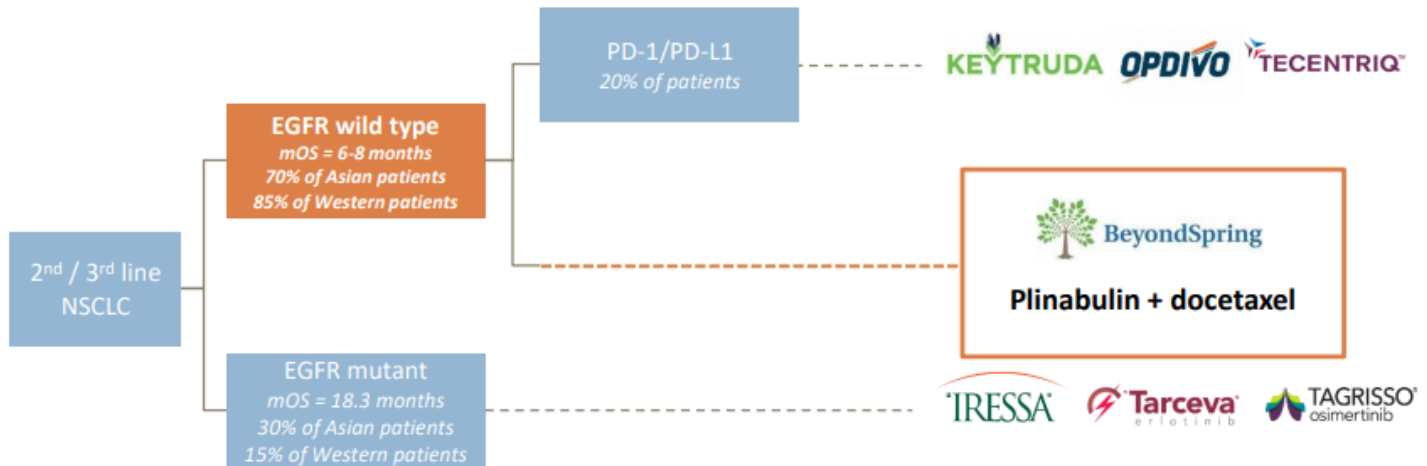 PD-1/PD-L1
20% of patients
KEYTRUDA OPDIVO TECENTRIQ™
EGFR wild type
mOS = 6-8 months
70% of Asian patients
85% of Western patients
BeyondSpring
Plinabulin + docetaxel
2nd / 3rd line
NSCLC
EGFR mutant
mOS = 18.3 months
30% of Asian patients
15% of Western patients
IRESSA® Tarceva®
erlotinib
TAGRISSO®
osimertinib